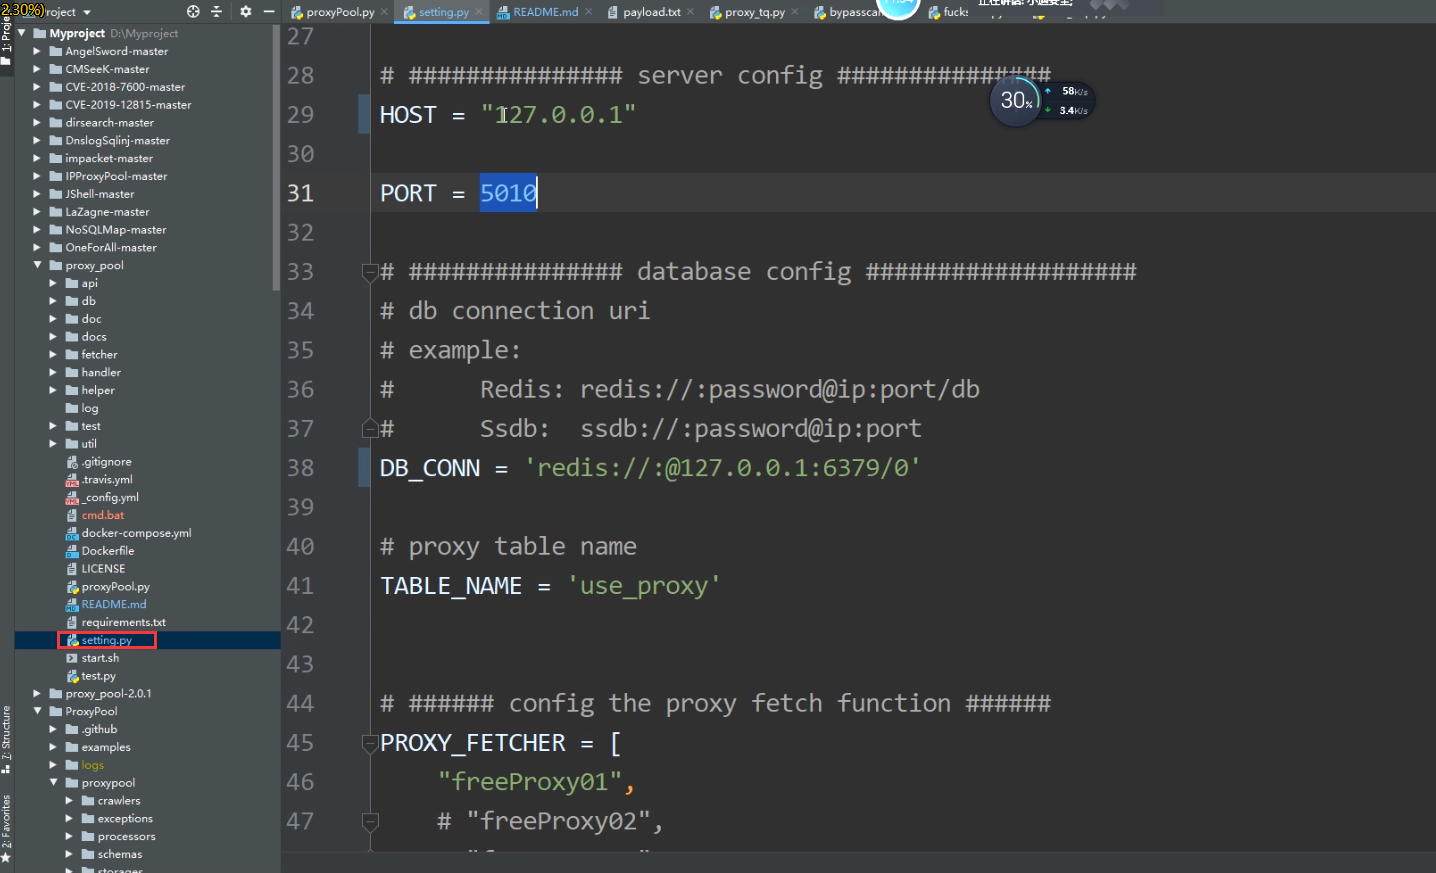 2.30%)
Project
proxyPool.py
setting.py
README.md
payload.txt
proxy_tq.py
bypassca
fucks
1: Proje
Myproject D:\Myproject
AngelSword-master
CMSeeK-master
CVE-2018-7600-master
CVE-2019-12815-master
dirsearch-master
DnslogSqlinj-master
impacket-master
IPProxyPool-master
JShell-master
LaZagne-master
NoSQLMap-master
OneForAll-master
proxy_pool
api
db
doc
docs
fetcher
handler
helper
log
test
util
.gitignore
.travis.yml
_config.yml
cmd.bat
docker-compose.yml
Dockerfile
LICENSE
proxyPool.py
README.md
requirements.txt
setting.py
start.sh
test.py
proxy_pool-2.0.1
ProxyPool
.github
examples
logs
proxypool
crawlers
exceptions
processors
schemas
storages
7: Structure
2: Favorites
27
28 # ############### server config ###############
29 HOST = "127.0.0.1"
30
31 PORT = 5010
32
33 # ############### database config ###################
34 # db connection uri
35 # example:
36 # Redis: redis://:password@ip:port/db
37 # Ssdb: ssdb://:password@ip:port
38 DB_CONN = 'redis://:@127.0.0.1:6379/0'
39
40 # proxy table name
41 TABLE_NAME = 'use_proxy'
42
43
44 # ###### config the proxy fetch function ######
45 PROXY_FETCHER = [
46 "freeProxy01",
47 # "freeProxy02",
30%
58K/s
3.4K/s